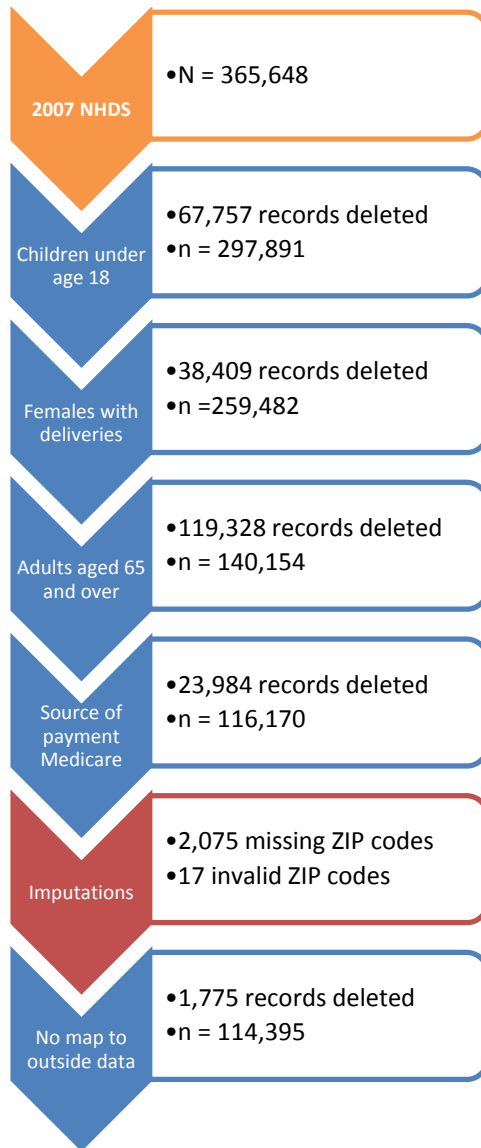 2007 NHDS
•N = 365,648
Children under
age 18
•67,757 records deleted
•n = 297,891
Females with
deliveries
•38,409 records deleted
•n =259,482
Adults aged 65
and over
•119,328 records deleted
•n = 140,154
Source of
payment
Medicare
•23,984 records deleted
•n = 116,170
Imputations
•2,075 missing ZIP codes
•17 invalid ZIP codes
No map to
outside data
•1,775 records deleted
•n = 114,395